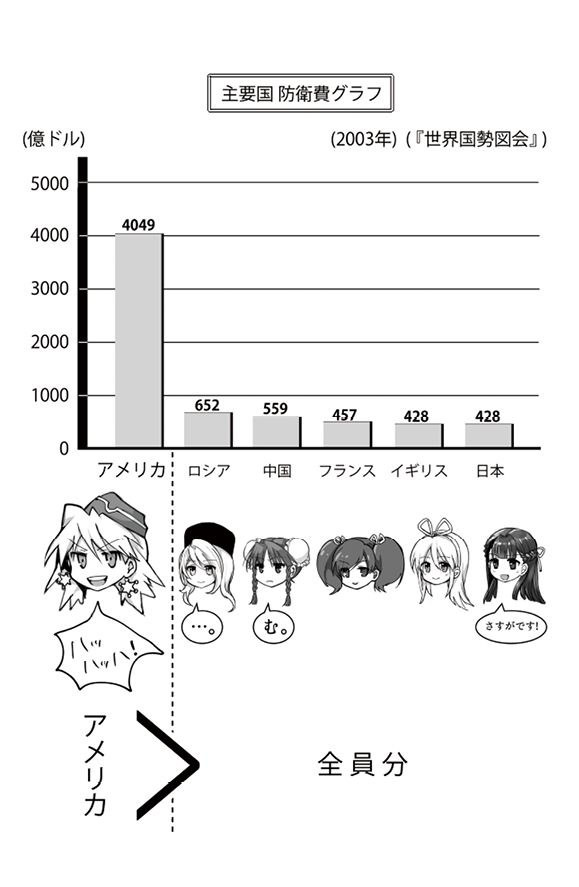 主要国 防衛費グラフ
(億ドル)
(2003年) (『世界国勢図会』)
5000
4000
3000
2000
1000
0
4049
652
559
457
428
428
アメリカ
ロシア
中国
フランス
イギリス
日本
ハッ
ハッハ!
…。
む。
さすがです!
アメリカ
全員分